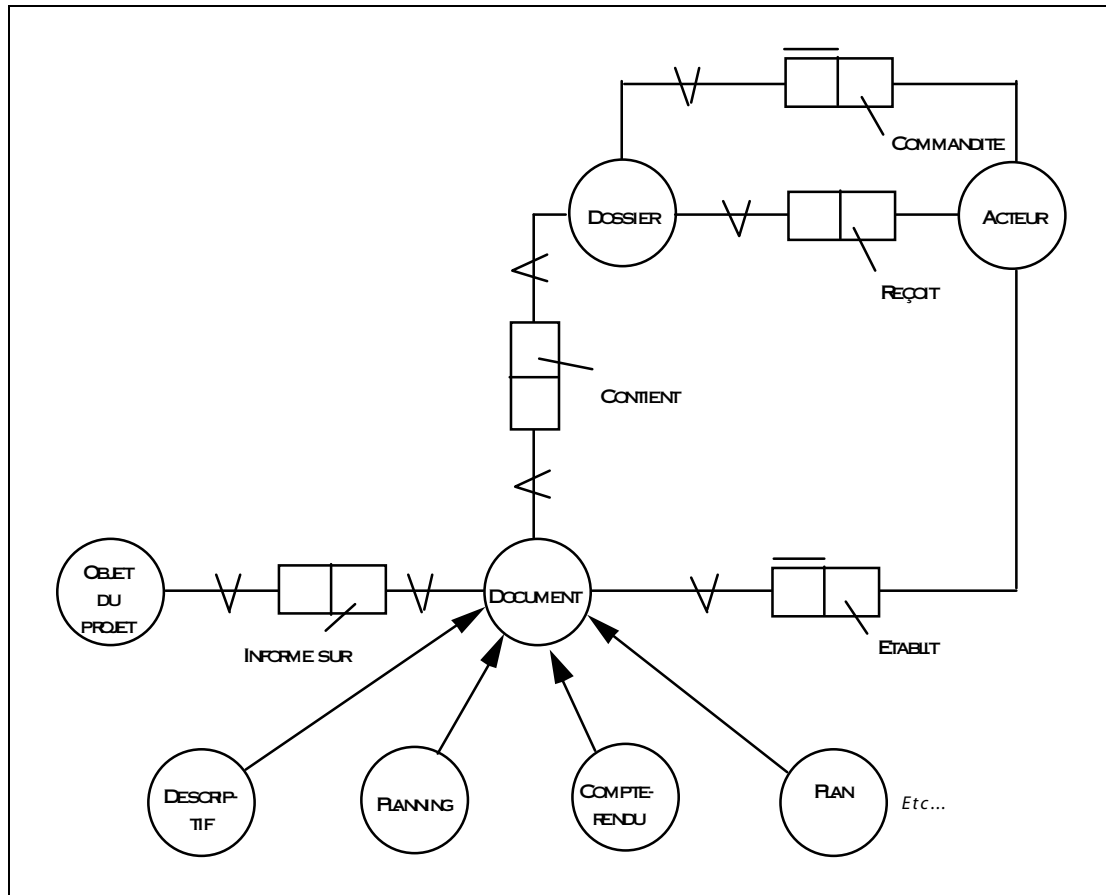 COMMANDITE
DOSSIER
ACTEUR
REÇOIT
CONTIENT
OBJET
DU
PROJET
DOCUMENT
INFORME SUR
ETABLIT
DESCRIP-
TIF
PLANNING
COMPTE-
RENDU
PLAN
Etc...